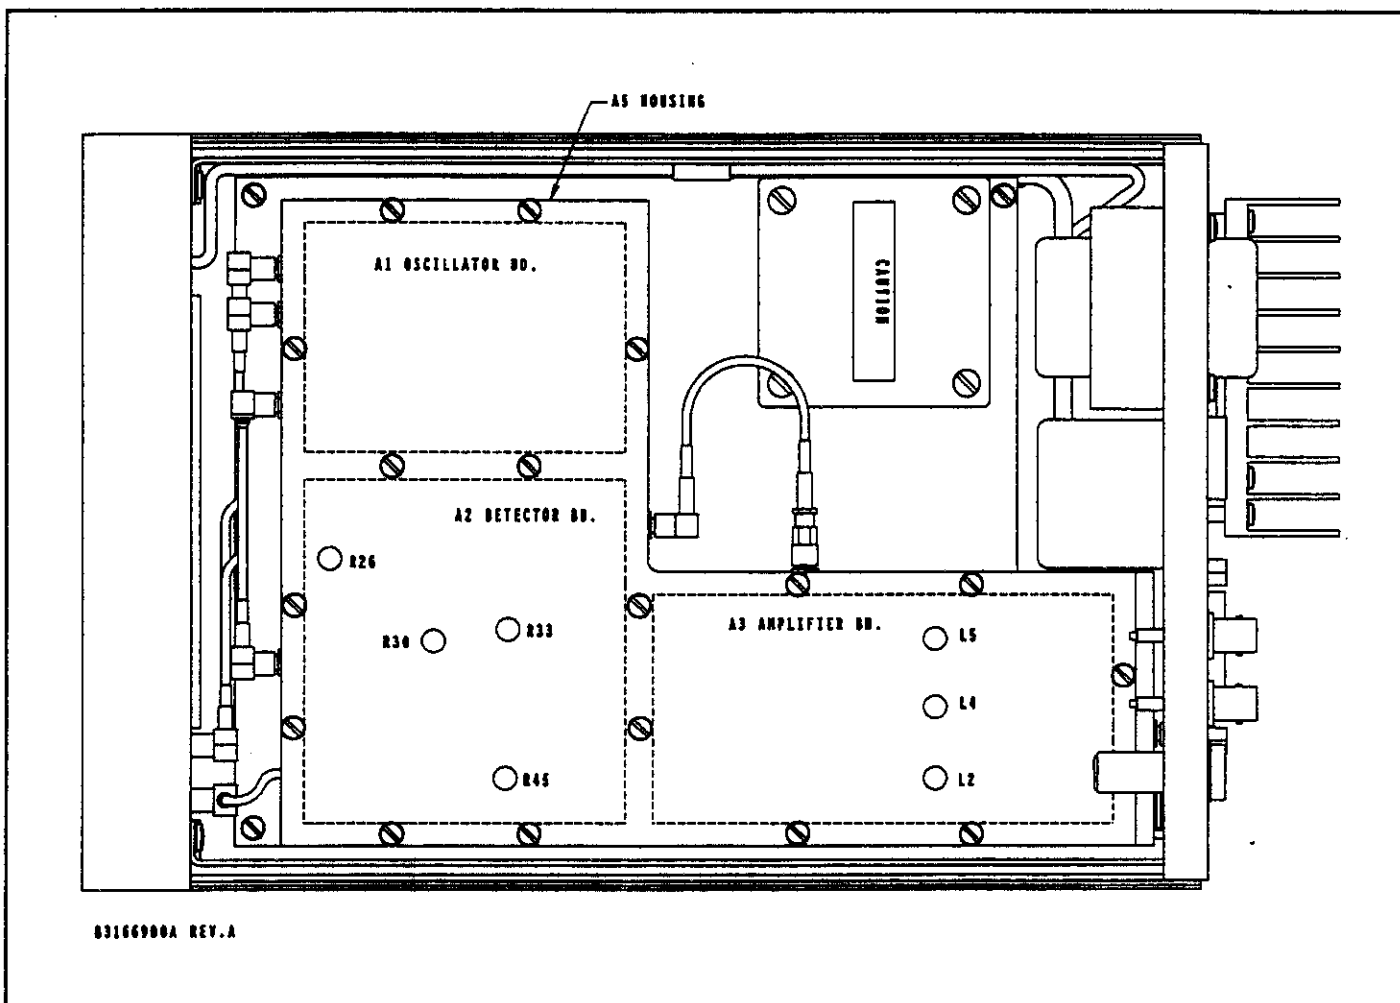 A5 HOUSING
A1 OSCILLATOR BD.
CAUTION
A2 DETECTOR BD.
R26
R30
R33
A3 AMPLIFIER BD.
L5
L4
R45
L2
83166900A REV.A